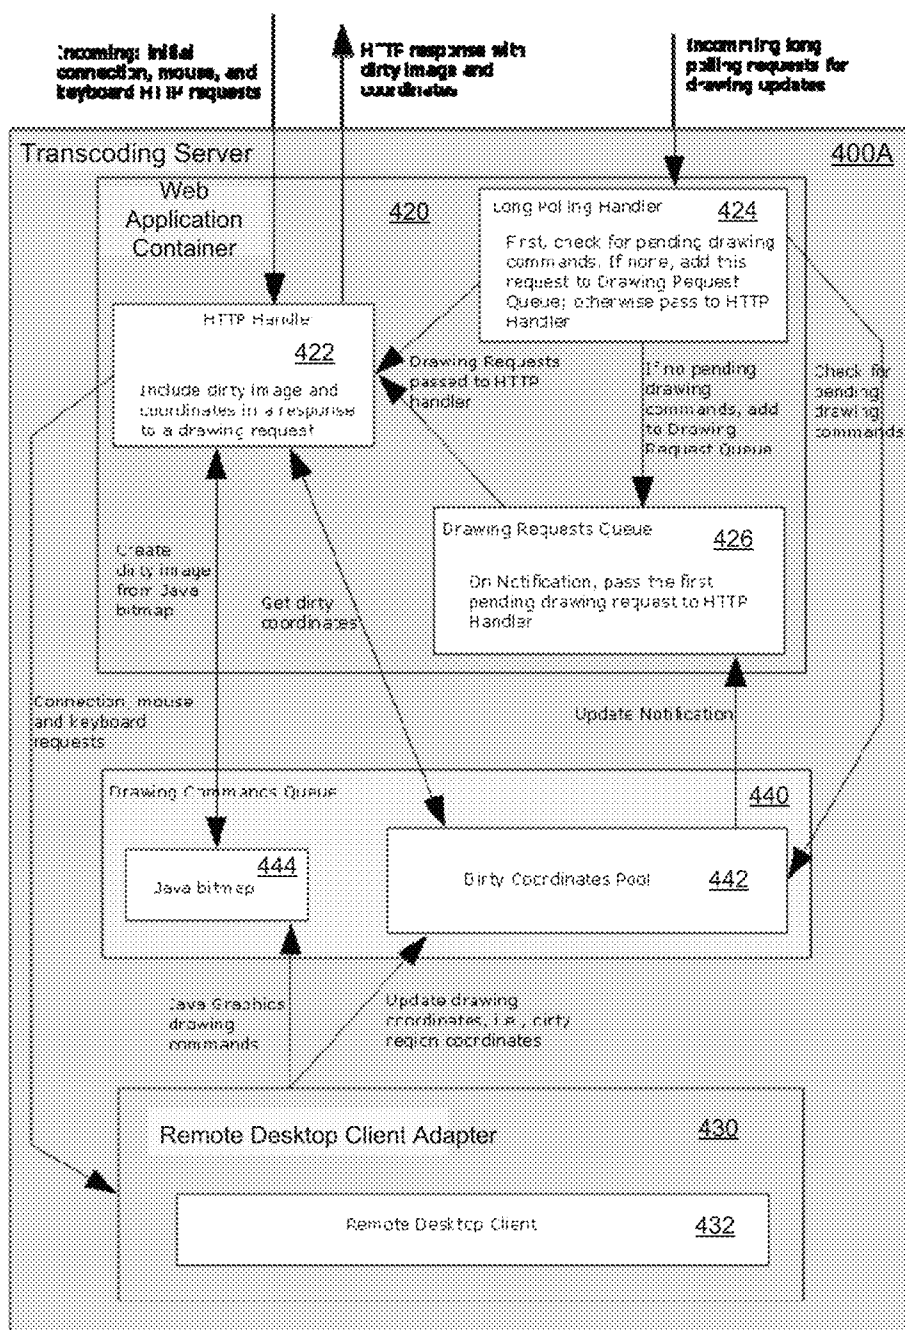 Incoming: initial
connection, mouse, and
keyboard HTTP requests
HTTP response with
dirty image and
coordinates
Incomming long
polling requests for
drawing updates
Transcoding Server
400A
Web
Application
Container
420
Long Polling Handler
424
First, check for pending drawing
commands. If none, add this
request to Drawing Request
Queue; otherwise pass to HTTP
Handler
HTTP Handler
422
Include dirty image and
coordinates in a response
to a drawing request
Drawing Requests
passed to HTTP
handler
If no pending
drawing
commands, add
to Drawing
Request Queue
Check for
pending
drawing
commands
Drawing Requests Queue
426
On Notification, pass the first
pending drawing request to HTTP
Handler
Create
dirty image
from Java
bitmap
Get dirty
coordinates
Connection, mouse
and keyboard
requests
Update Notification
Drawing Commands Queue
440
444
Java bitmap
Dirty Coordinates Pool
442
Java Graphics
drawing
commands
Update drawing
coordinates, i.e., dirty
region coordinates
Remote Desktop Client Adapter
430
Remote Desktop Client
432